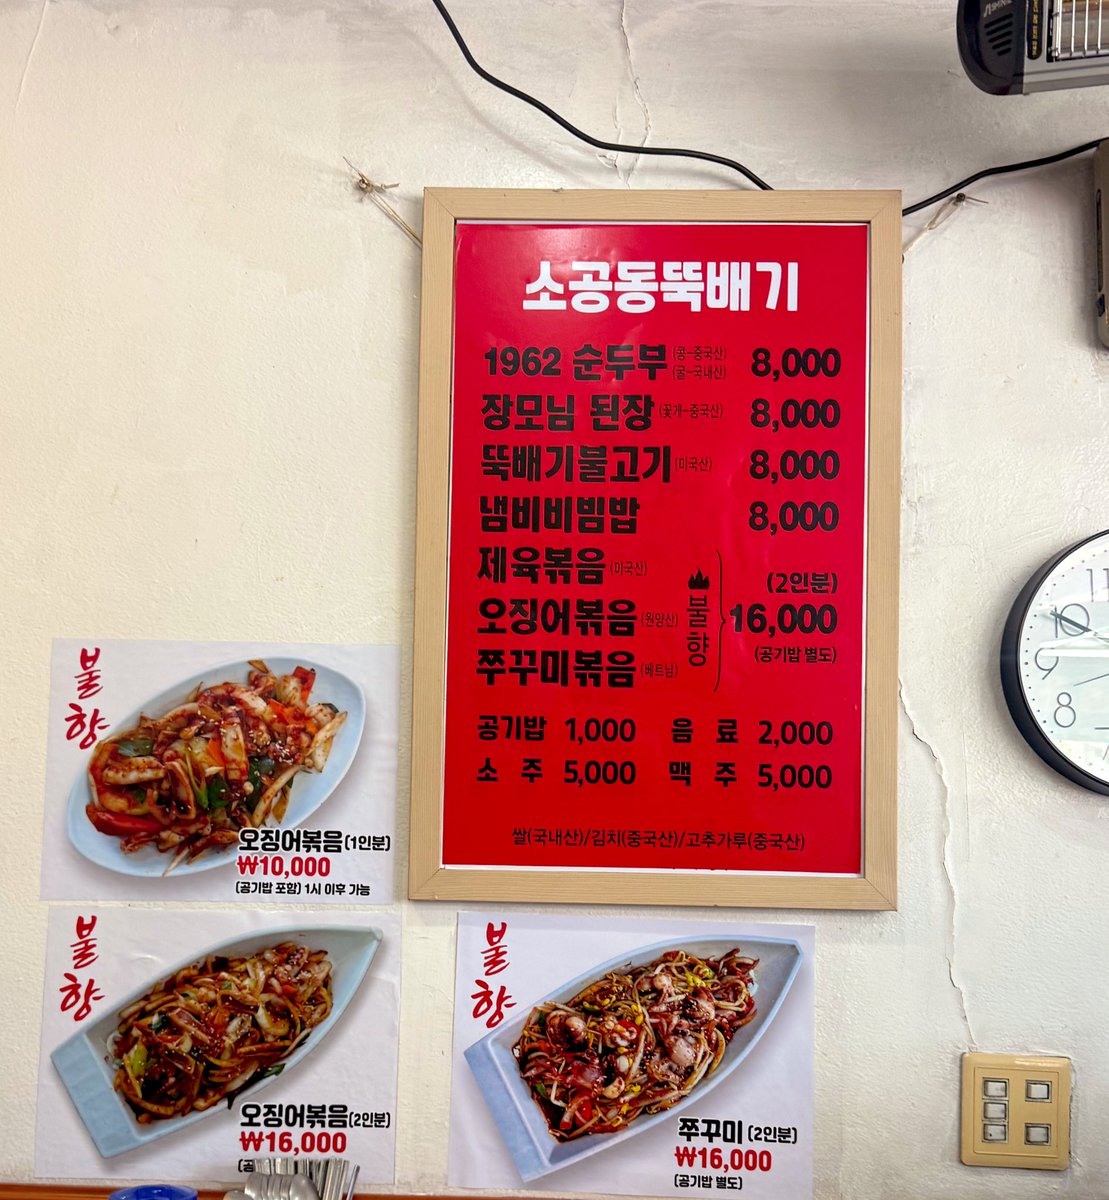 소공동뚝배기
1962 순두부 (콩-중국산) (굴-국내산) 8,000
장모님 된장 (꽃게-중국산) 8,000
뚝배기불고기 (미국산) 8,000
냄비비빔밥 8,000
제육볶음 (미국산)
오징어볶음 (원양산)
쭈꾸미볶음 (베트남)
불향
(2인분)
16,000
(공기밥 별도)
공기밥 1,000 음료 2,000
소주 5,000 맥주 5,000
쌀(국내산)/김치(중국산)/고추가루(중국산)
불향
오징어볶음(1인분)
₩10,000
(공기밥 포함) 1시 이후 가능
불향
오징어볶음(2인분)
₩16,000
(공
불향
쭈꾸미 (2인분)
₩16,000
(공기밥 별도)
11
10
9
8